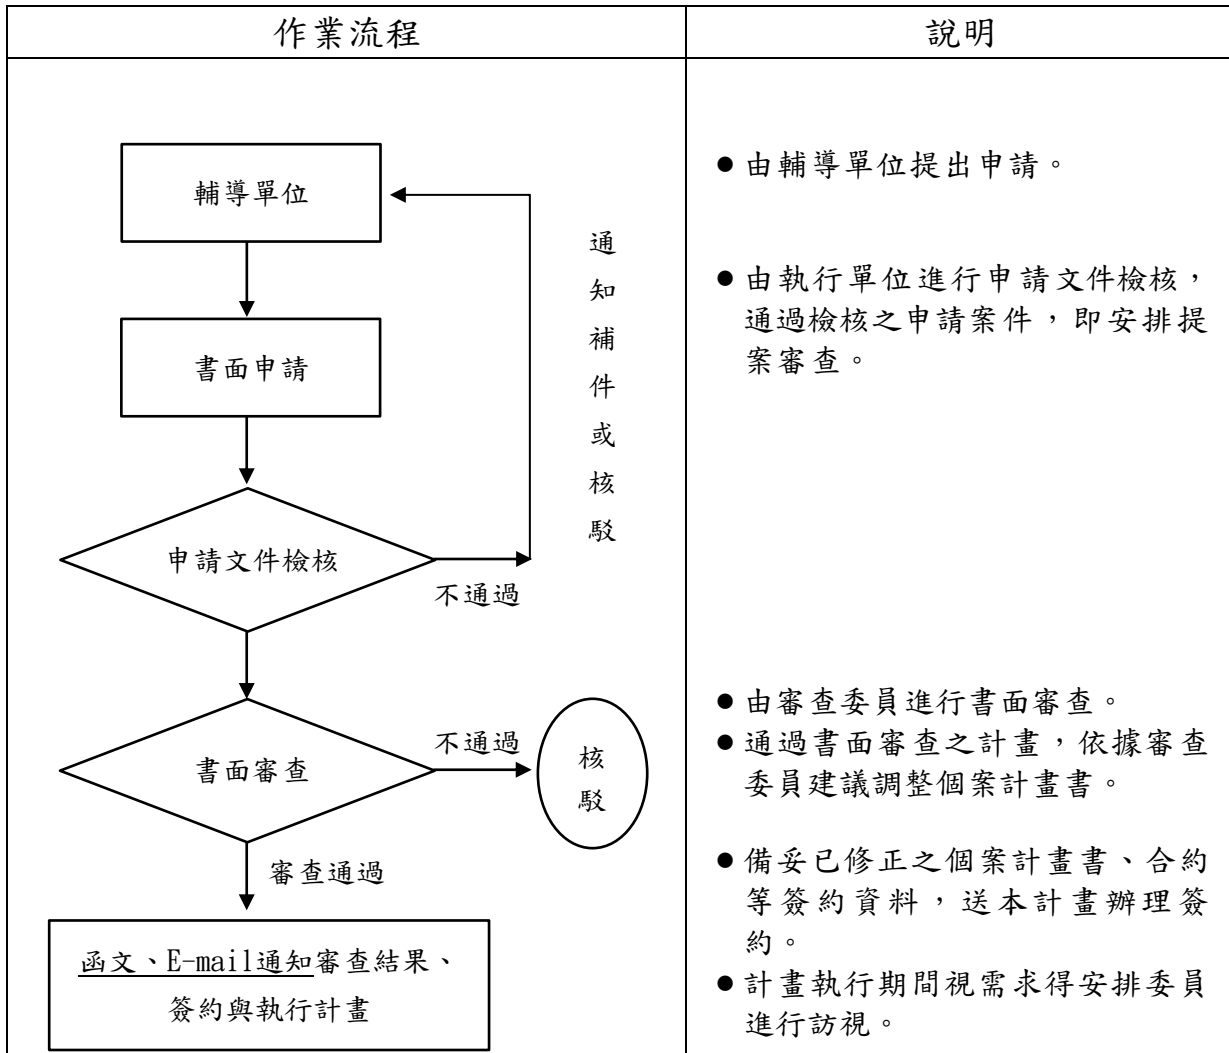 作業流程
說明
輔導單位
書面申請
申請文件檢核
不通過
通知補件或核駁
書面審查
不通過
核
駁
審查通過
函文、E-mail通知審查結果、
簽約與執行計畫
●由輔導單位提出申請。
●由執行單位進行申請文件檢核，
通過檢核之申請案件，即安排提
案審查。
●由審查委員進行書面審查。
●通過書面審查之計畫，依據審查
委員建議調整個案計畫書。
●備妥已修正之個案計畫書、合約
等簽約資料，送本計畫辦理簽
約。
●計畫執行期間視需求得安排委員
進行訪視。